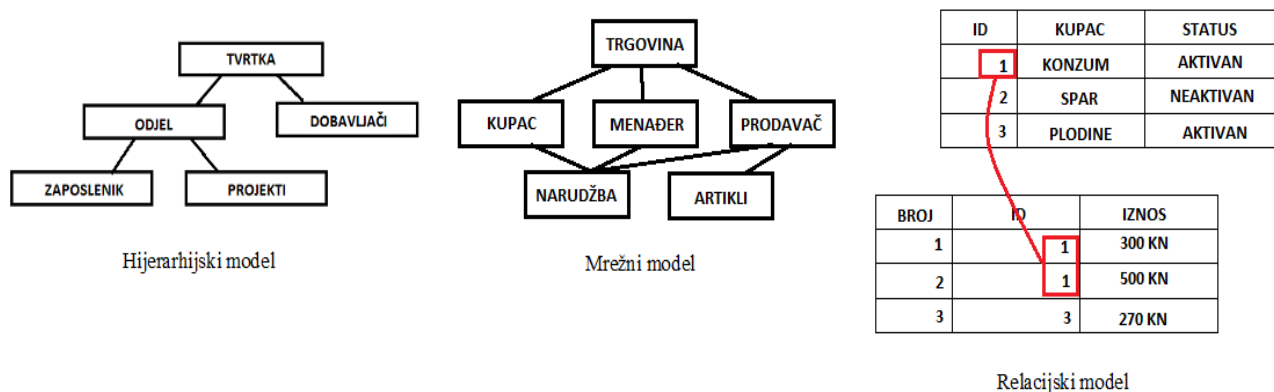 TVRTKA
ODJEL
DOBAVLJAČI
ZAPOSLENIK
PROJEKTI
Hijerarhijski model
TRGOVINA
KUPAC
MENAĐER
PRODAVAČ
NARUDŽBA
ARTIKLI
Mrežni model
ID KUPAC STATUS
1 KONZUM AKTIVAN
2 SPAR NEAKTIVAN
3 PLODINE AKTIVAN
BROJ ID IZNOS
1 1 300 KN
2 1 500 KN
3 3 270 KN
Relacijski model